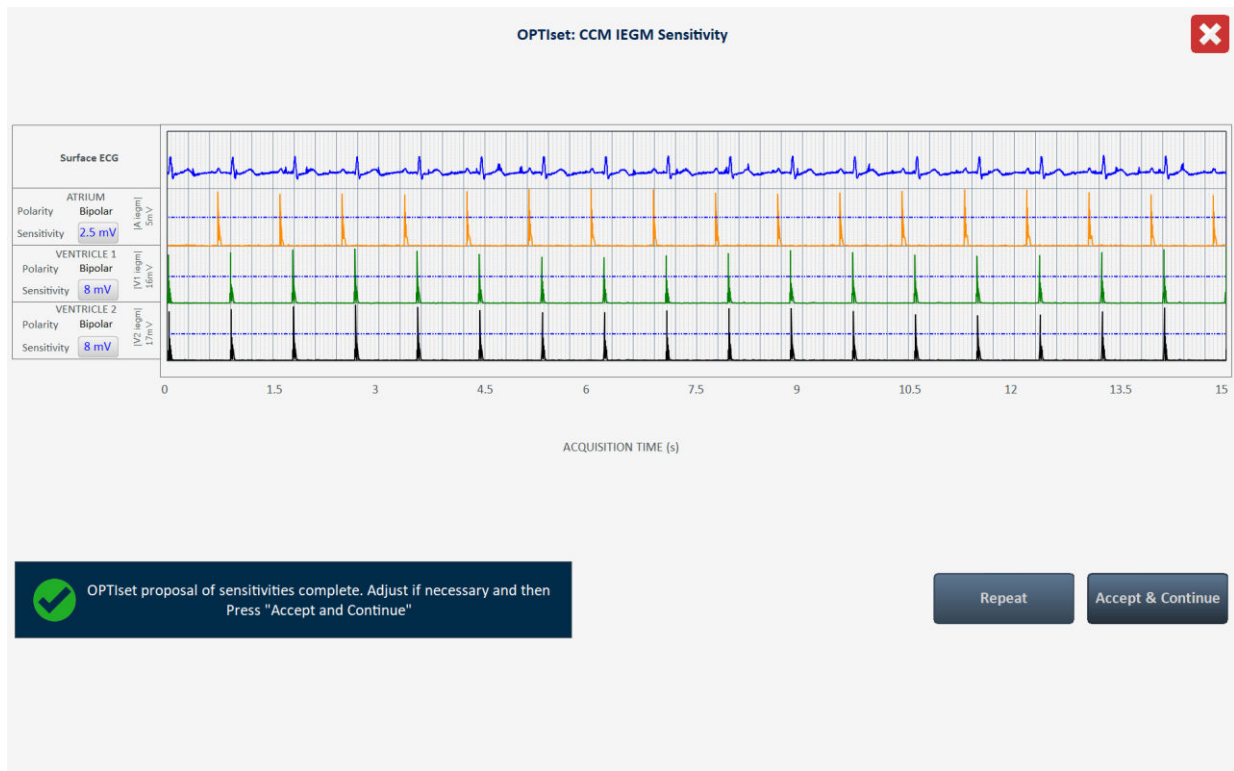 OPTIset: CCM IEGM Sensitivity
Surface ECG
ATRIUM
Polarity Bipolar
Sensitivity 2.5 mV
|A iegm|
5mV
VENTRICLE 1
Polarity Bipolar
Sensitivity 8 mV
|V1 iegm|
16mV
VENTRICLE 2
Polarity Bipolar
Sensitivity 8 mV
|V2 iegm|
17mV
0 1.5 3 4.5 6 7.5 9 10.5 12 13.5 15
ACQUISITION TIME (s)
OPTIset proposal of sensitivities complete. Adjust if necessary and then
Press "Accept and Continue"
Repeat
Accept & Continue